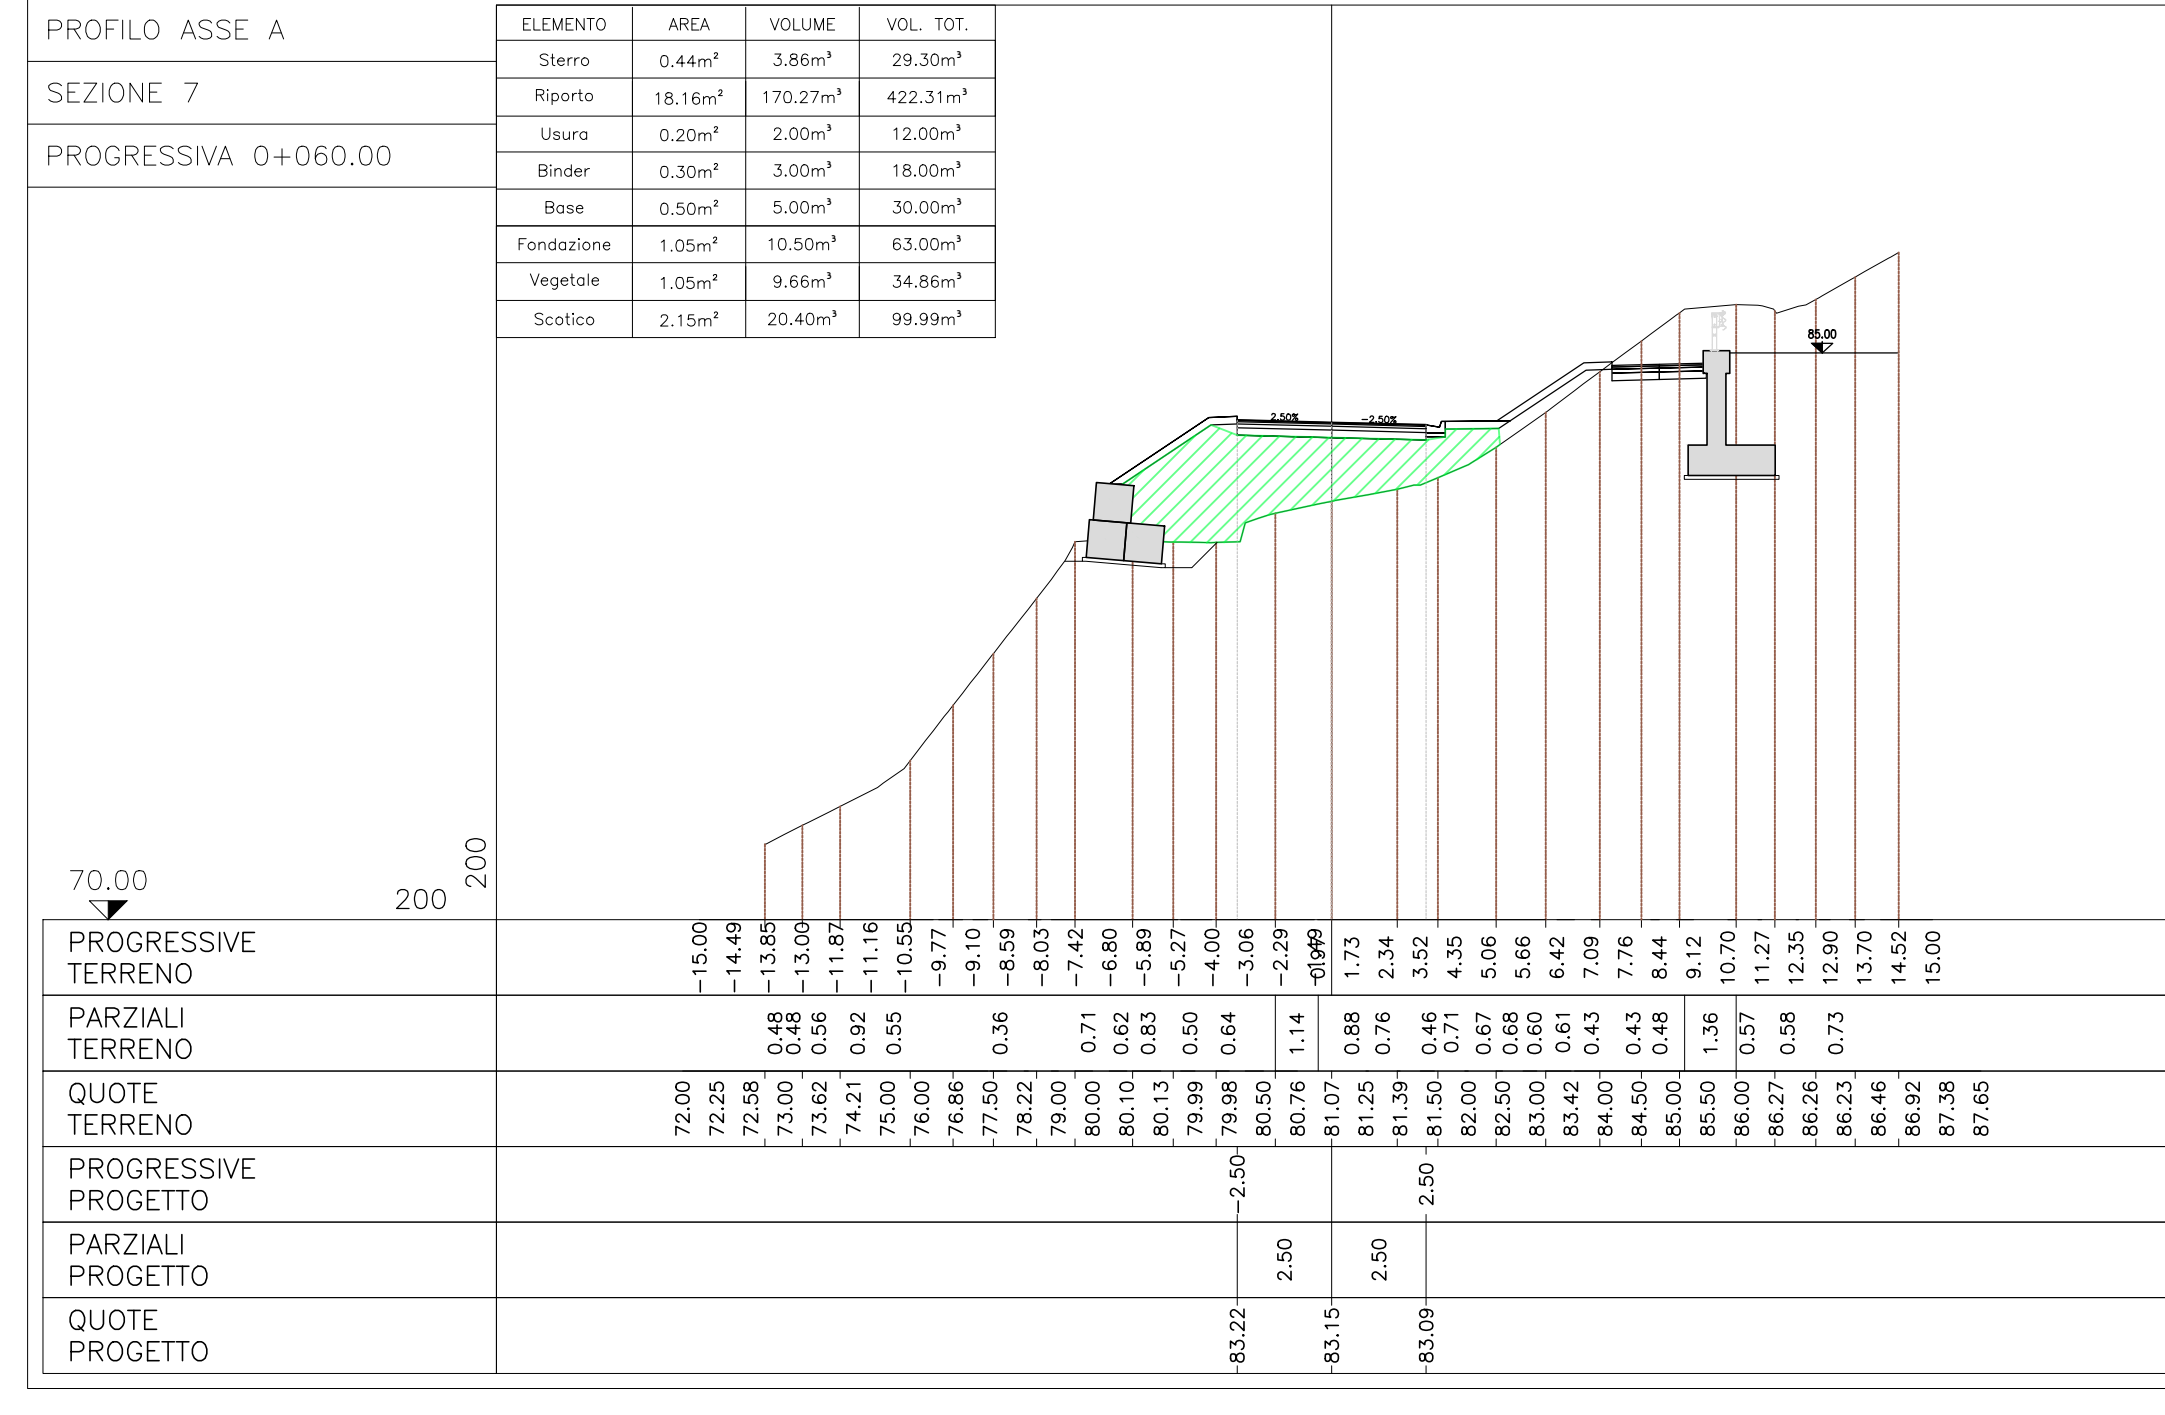 PROFILO ASSE A
SEZIONE 7
PROGRESSIVA 0+060.00
ELEMENTO AREA VOLUME VOL. TOT.
Sterro 0.44m² 3.86m³ 29.30m³
Riporto 18.16m² 170.27m³ 422.31m³
Usura 0.20m² 2.00m³ 12.00m³
Binder 0.30m² 3.00m³ 18.00m³
Base 0.50m² 5.00m³ 30.00m³
Fondazione 1.05m² 10.50m³ 63.00m³
Vegetale 1.05m² 9.66m³ 34.86m³
Scotico 2.15m² 20.40m³ 99.99m³
85.00
2.50% -2.50%
70.00
200
200
PROGRESSIVE
TERRENO
-15.00 -14.49 -13.85 -13.00 -11.87 -11.16 -10.55 -9.77 -9.10 -8.59 -8.03 -7.42 -6.80 -5.89 -5.27 -4.00 -3.06 -2.29 1.73 2.34 3.52 4.35 5.06 5.66 6.42 7.09 7.76 8.44 9.12 10.70 11.27 12.35 12.90 13.70 14.52 15.00
PARZIALI
TERRENO
0.48 0.48 0.56 0.92 0.55 0.36 0.71 0.62 0.83 0.50 0.64 1.14 0.88 0.76 0.46 0.71 0.67 0.68 0.60 0.61 0.43 0.43 0.48 1.36 0.57 0.58 0.73
QUOTE
TERRENO
72.00 72.25 72.58 73.00 73.62 74.21 75.00 76.00 76.86 77.50 78.22 79.00 80.00 80.10 80.13 79.99 79.98 80.50 80.76 81.07 81.25 81.39 81.50 82.00 82.50 83.00 83.42 84.00 84.50 85.00 85.50 86.00 86.27 86.26 86.23 86.46 86.92 87.38 87.65
PROGRESSIVE
PROGETTO
-2.50 2.50
PARZIALI
PROGETTO
2.50 2.50
QUOTE
PROGETTO
83.22 83.15 83.09